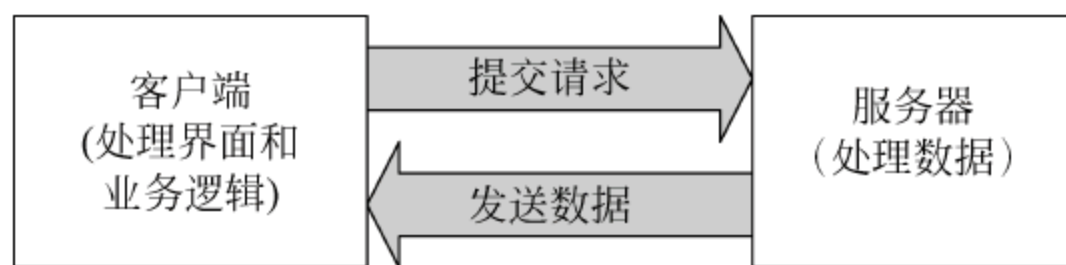 客户端
(处理界面和
业务逻辑)
提交请求
发送数据
服务器
（处理数据）